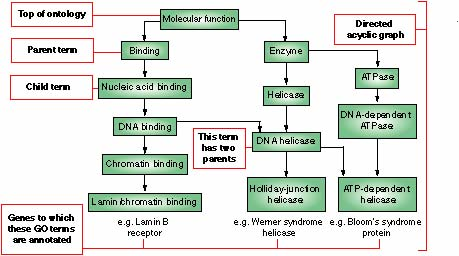 Top of ontology
Molecular function
Directed
acyclic graph
Parent term
Binding
Enzyme
ATPase
Child term
Nucleic acid binding
Helicase
DNA-dependent
ATPase
DNA binding
This term
has two
parents
DNA helicase
Chromatin binding
Lamin/chromatin binding
Holliday-junction
helicase
ATP-dependent
helicase
Genes to which
these GO terms
are annotated
e.g. Lamin B
receptor
e.g. Werner syndrome
helicase
e.g. Bloom's syndrome
protein